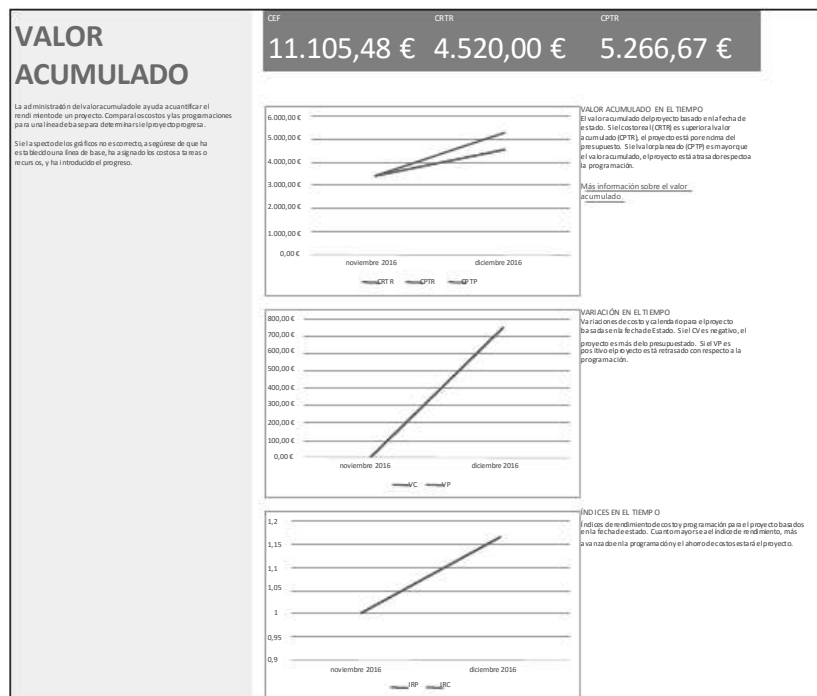 VALOR
ACUMULADO
La administración del valor acumulado le ayuda a cuantificar el
rendimiento de un proyecto. Compara los costos y las programaciones
para una línea de base para determinar si el proyecto progresa.
Si el aspecto de los gráficos no es correcto, asegúrese de que ha
establecido una línea de base, ha asignado los costos a tareas o
recursos, y ha introducido el progreso.
CEF CRTR CPTR
11.105,48 € 4.520,00 € 5.266,67 €
6.000,00 €
5.000,00 €
4.000,00 €
3.000,00 €
2.000,00 €
1.000,00 €
0,00 €
noviembre 2016 diciembre 2016
CRTR CPTR CPTP
VALOR ACUMULADO EN EL TIEMPO
El valor acumulado del proyecto basado en la fecha de
estado. Si el costo real (CRTR) es superior al valor
acumulado (CPTR), el proyecto está por encima del
presupuesto. Si el valor planeado (CPTP) es mayor que
el valor acumulado, el proyecto está atrasado respecto a
la programación.
Más información sobre el valor
acumulado.
800,00 €
700,00 €
600,00 €
500,00 €
400,00 €
300,00 €
200,00 €
100,00 €
0,00 €
noviembre 2016 diciembre 2016
VC VP
VARIACIÓN EN EL TIEMPO
Variaciones de costo y calendario para el proyecto
basadas en la fecha de Estado. Si el CV es negativo, el
proyecto es más de lo presupuestado. Si el VP es
positivo el proyecto está retrasado con respecto a la
programación.
1,2
1,15
1,1
1,05
1
0,95
0,9
noviembre 2016 diciembre 2016
IRP IRC
ÍNDICES EN EL TIEMPO
Índices de rendimiento de costo y programación para el proyecto basados
en la fecha de estado. Cuanto mayor sea el índice de rendimiento, más
avanzado en la programación y el ahorro de costos estará el proyecto.